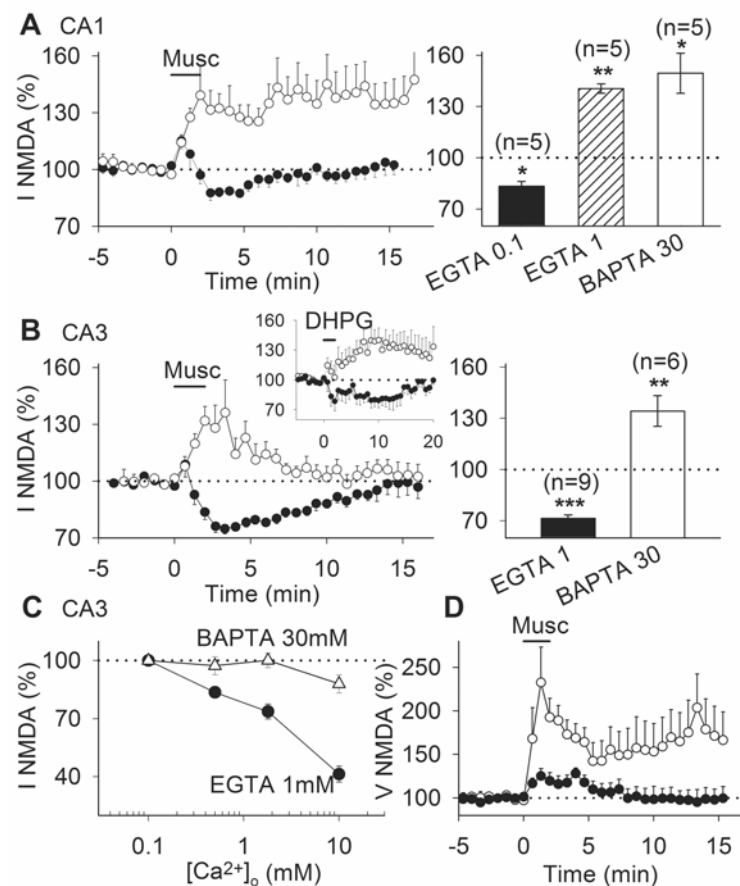 A CA1
I NMDA (%)
160
130
100
70
Musc
-5 0 5 10 15
Time (min)
160
130
100
70
(n=5)
*
(n=5)
**
(n=5)
*
EGTA 0.1
EGTA 1
BAPTA 30
B CA3
I NMDA (%)
160
130
100
70
Musc
-5 0 5 10 15
Time (min)
DHPG
160
130
100
80
0 10 20
160
130
100
70
(n=9)
***
(n=6)
**
EGTA 1
BAPTA 30
C CA3
I NMDA (%)
100
70
40
BAPTA 30mM
EGTA 1mM
0.1 1 10
[Ca2+]o (mM)
D
V NMDA (%)
250
200
150
100
Musc
-5 0 5 10 15
Time (min)